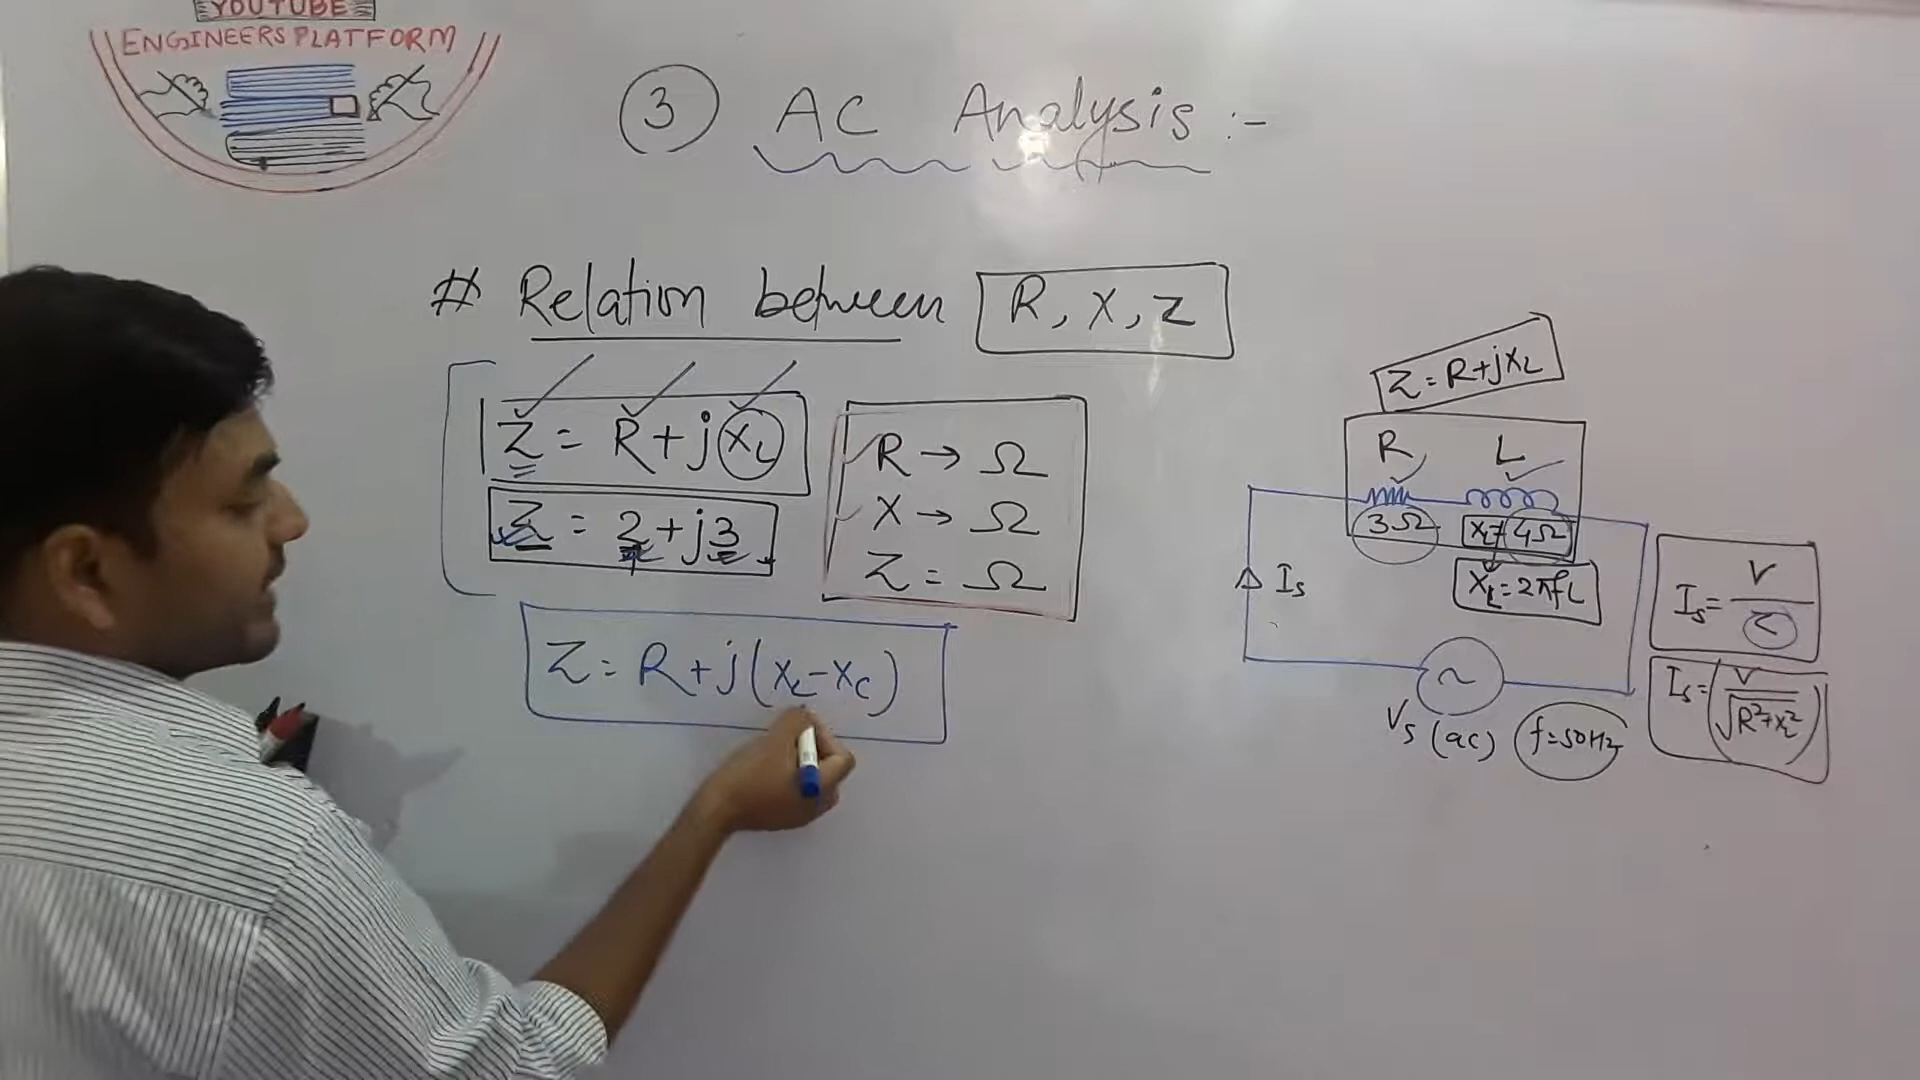 YOUTUBE
ENGINEERS PLATFORM
③ AC Analysis :-
# Relation between R, X, Z
Z = R + jXL
Z = 2 + j3
R → Ω
X → Ω
Z = Ω
Z = R + j(XL - XC)
Z = R + jXL
R L
3Ω XL = 4Ω
XL = 2πfL
Is
Vs (ac) f = 50Hz
Is = V / Z
Is = (V / √R²+XL²)